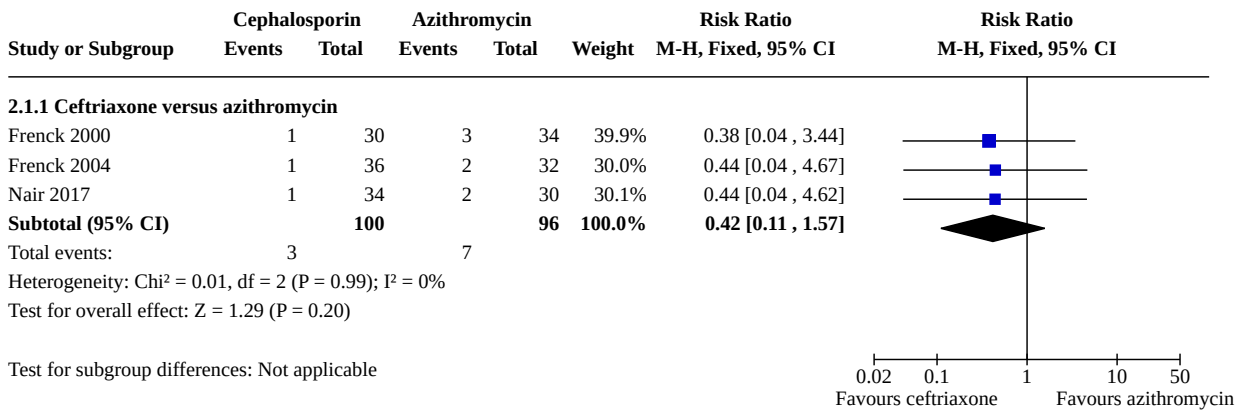 Cephalosporin Azithromycin Risk Ratio Risk Ratio
Study or Subgroup Events Total Events Total Weight M-H, Fixed, 95% CI M-H, Fixed, 95% CI
2.1.1 Ceftriaxone versus azithromycin
Frenck 2000 1 30 3 34 39.9% 0.38 [0.04 , 3.44]
Frenck 2004 1 36 2 32 30.0% 0.44 [0.04 , 4.67]
Nair 2017 1 34 2 30 30.1% 0.44 [0.04 , 4.62]
Subtotal (95% CI) 100 96 100.0% 0.42 [0.11 , 1.57]
Total events: 3 7
Heterogeneity: Chi² = 0.01, df = 2 (P = 0.99); I² = 0%
Test for overall effect: Z = 1.29 (P = 0.20)
Test for subgroup differences: Not applicable
0.02 0.1 1 10 50
Favours ceftriaxone Favours azithromycin